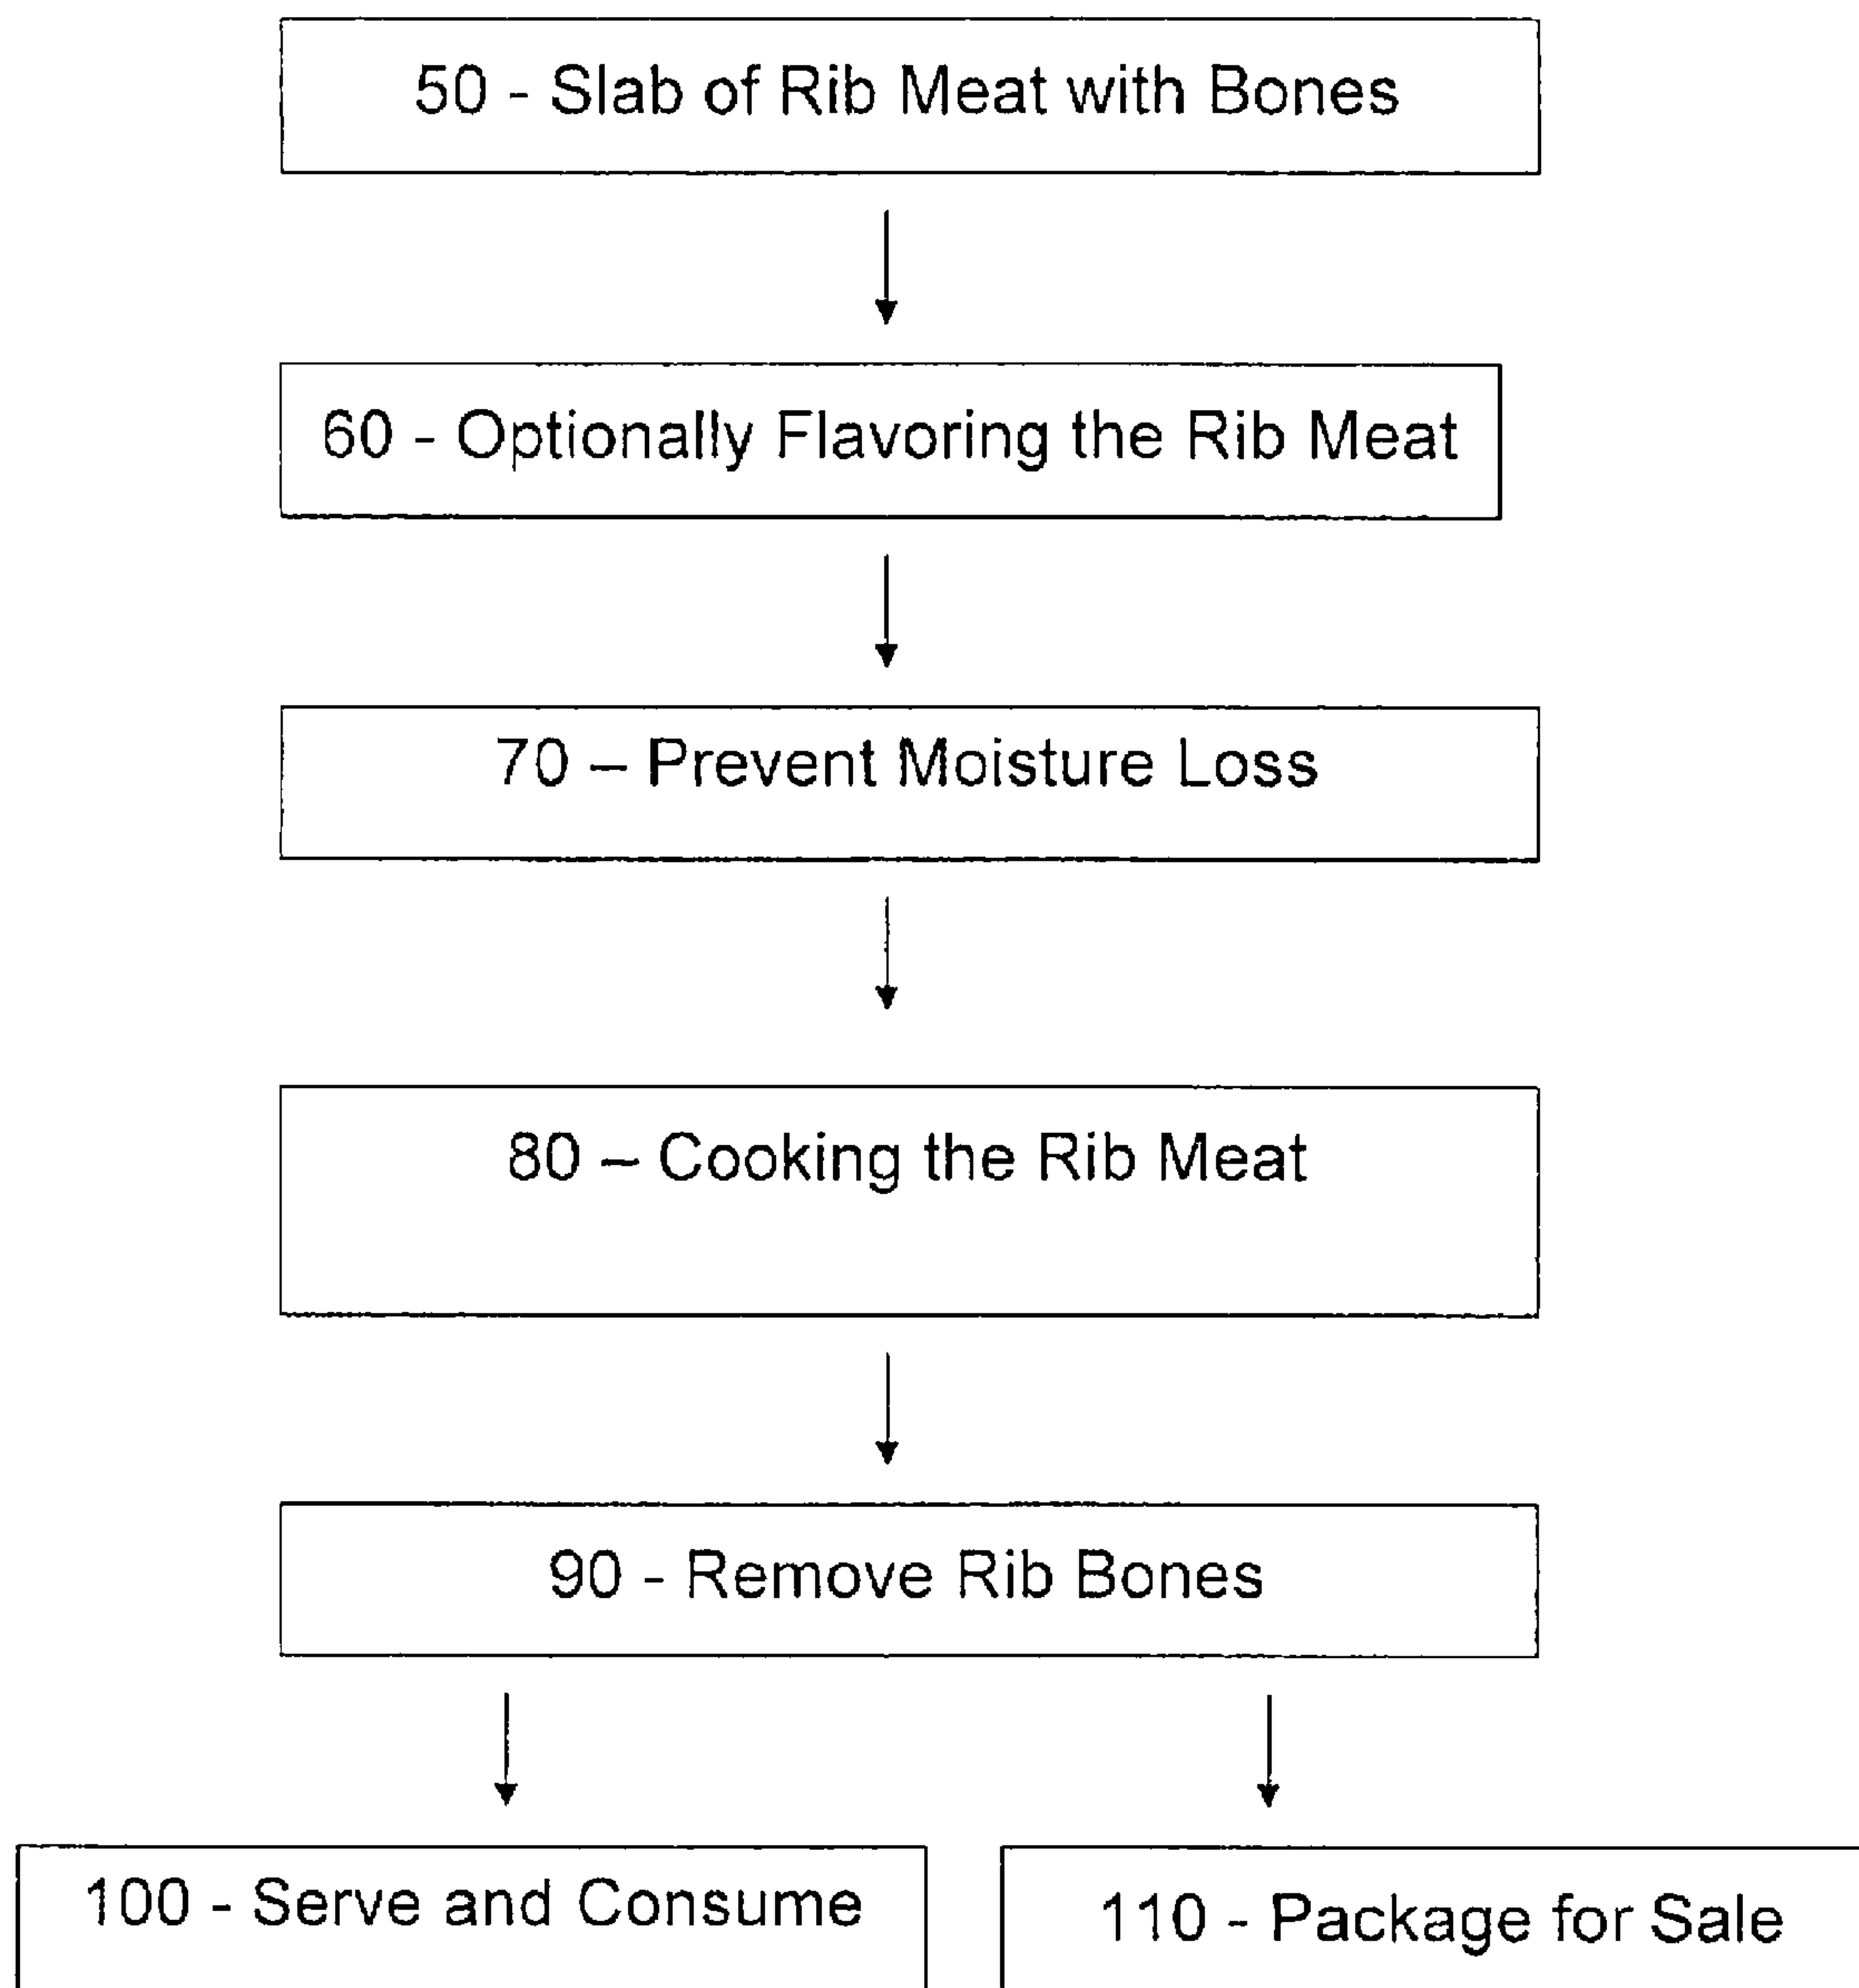 50 - Slab of Rib Meat with Bones
60 - Optionally Flavoring the Rib Meat
70 – Prevent Moisture Loss
80 – Cooking the Rib Meat
90 - Remove Rib Bones
100 - Serve and Consume
110 - Package for Sale